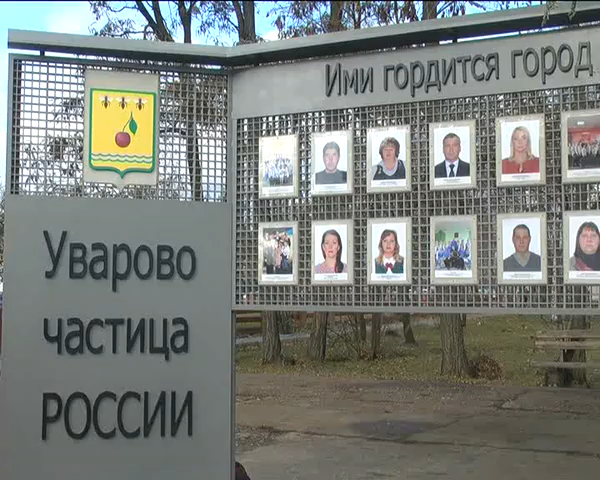 Ими гордится город
Уварово
частица
РОССИИ